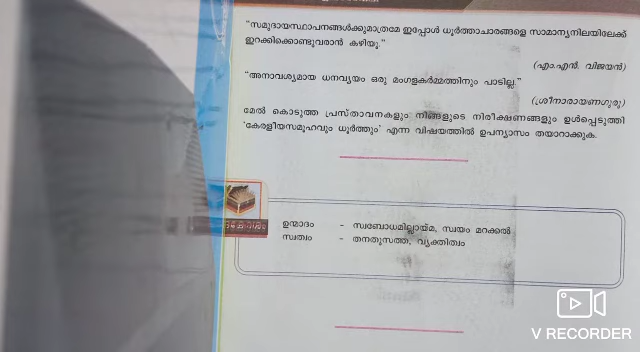 "സമുദായസ്ഥാപനങ്ങൾക്കുമാത്രമേ ഇപ്പോൾ ധൂർത്താചാരങ്ങളെ സാമാന്യനിലയിലേക്ക്
ഇറക്കിക്കൊണ്ടുവരാൻ കഴിയൂ."
(എം.എൻ. വിജയൻ)
"അനാവശ്യമായ ധനവ്യയം ഒരു മംഗളകർമ്മത്തിനും പാടില്ല."
(ശ്രീനാരായണഗുരു)
മേൽ കൊടുത്ത പ്രസ്താവനകളും നിങ്ങളുടെ നിരീക്ഷണങ്ങളും ഉൾപ്പെടുത്തി
'കേരളീയസമൂഹവും ധൂർത്തും' എന്ന വിഷയത്തിൽ ഉപന്യാസം തയാറാക്കുക.
ഉന്മാദം – സ്വബോധമില്ലായ്മ, സ്വയം മറക്കൽ
സ്വത്വം – തനതുസത്ത, വ്യക്തിത്വം
V RECORDER